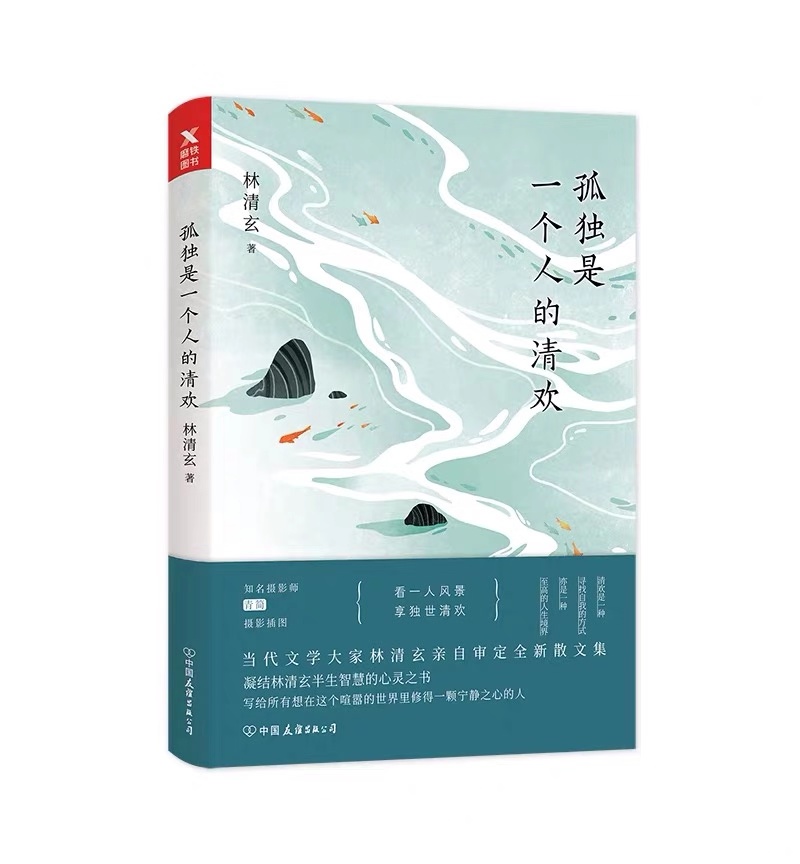 磨铁
图书
孤独是一个人的清欢
林清玄 著
孤独是
一个人的清欢
林清玄 著
知名摄影师
青简
摄影插图
看一人风景
享独世清欢
清欢是一种
寻找自我的方式
亦是一种
至高的人生境界
当代文学大家林清玄亲自审定全新散文集
凝结林清玄半生智慧的心灵之书
写给所有想在这个喧嚣的世界里修得一颗宁静之心的人
中国友谊出版公司
中国友谊出版公司